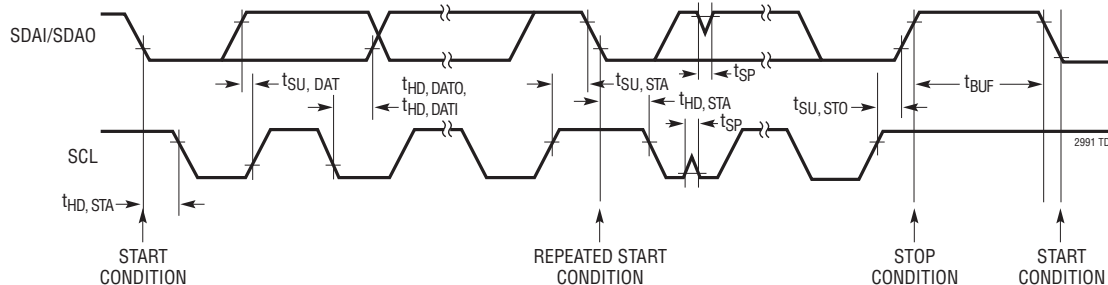 SDAI/SDAO
tSU, DAT
tHD, DATO,
tHD, DATI
tSU, STA
tHD, STA
tSP
tSP
tSU, STO
tBUF
2991 TD
SCL
tHD, STA
START
CONDITION
REPEATED START
CONDITION
STOP
CONDITION
START
CONDITION